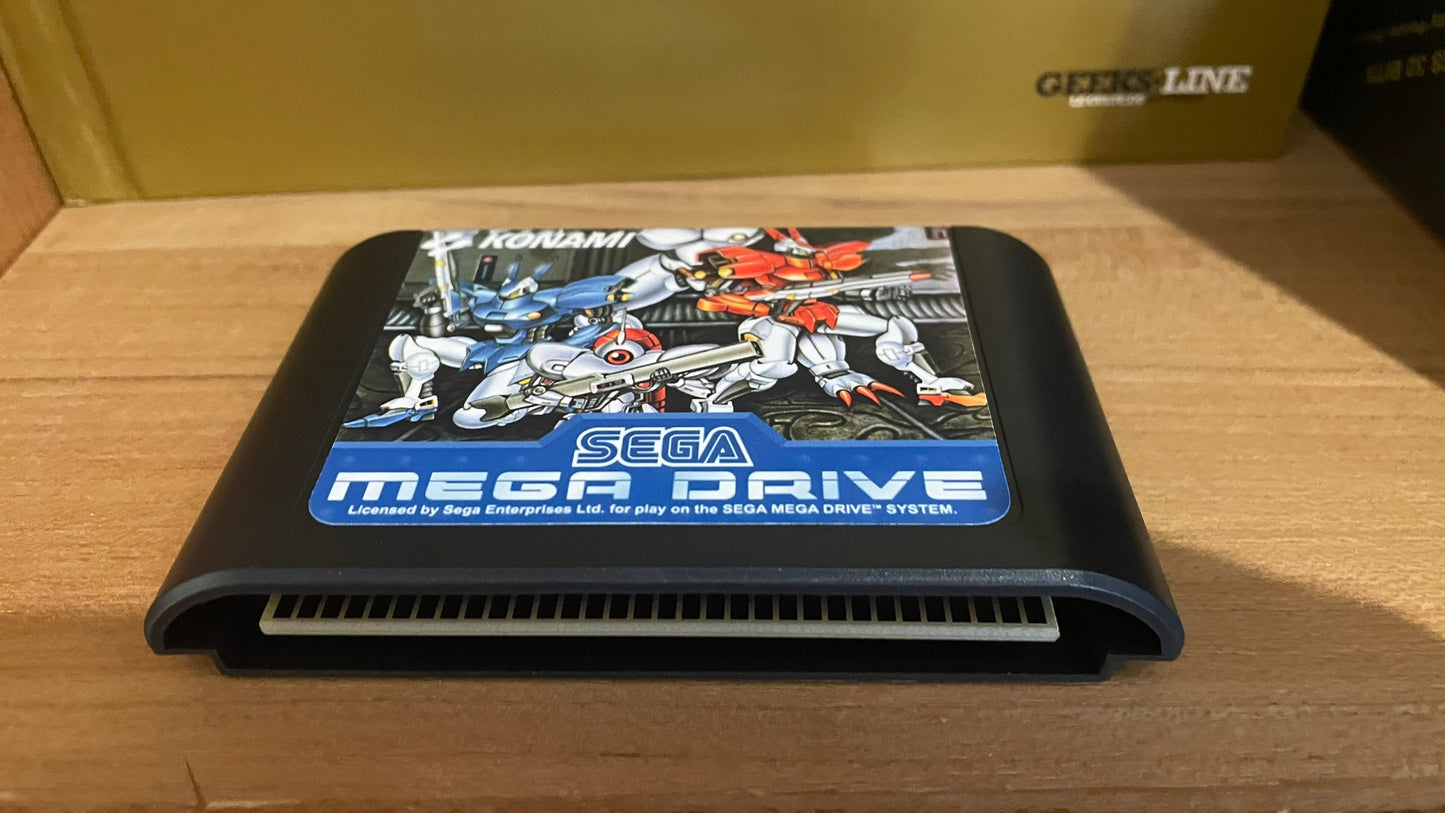 GEEKS-LINE
KONAMI
SEGA
MEGA DRIVE
Licensed by Sega Enterprises Ltd. for play on the SEGA MEGA DRIVE™ SYSTEM.